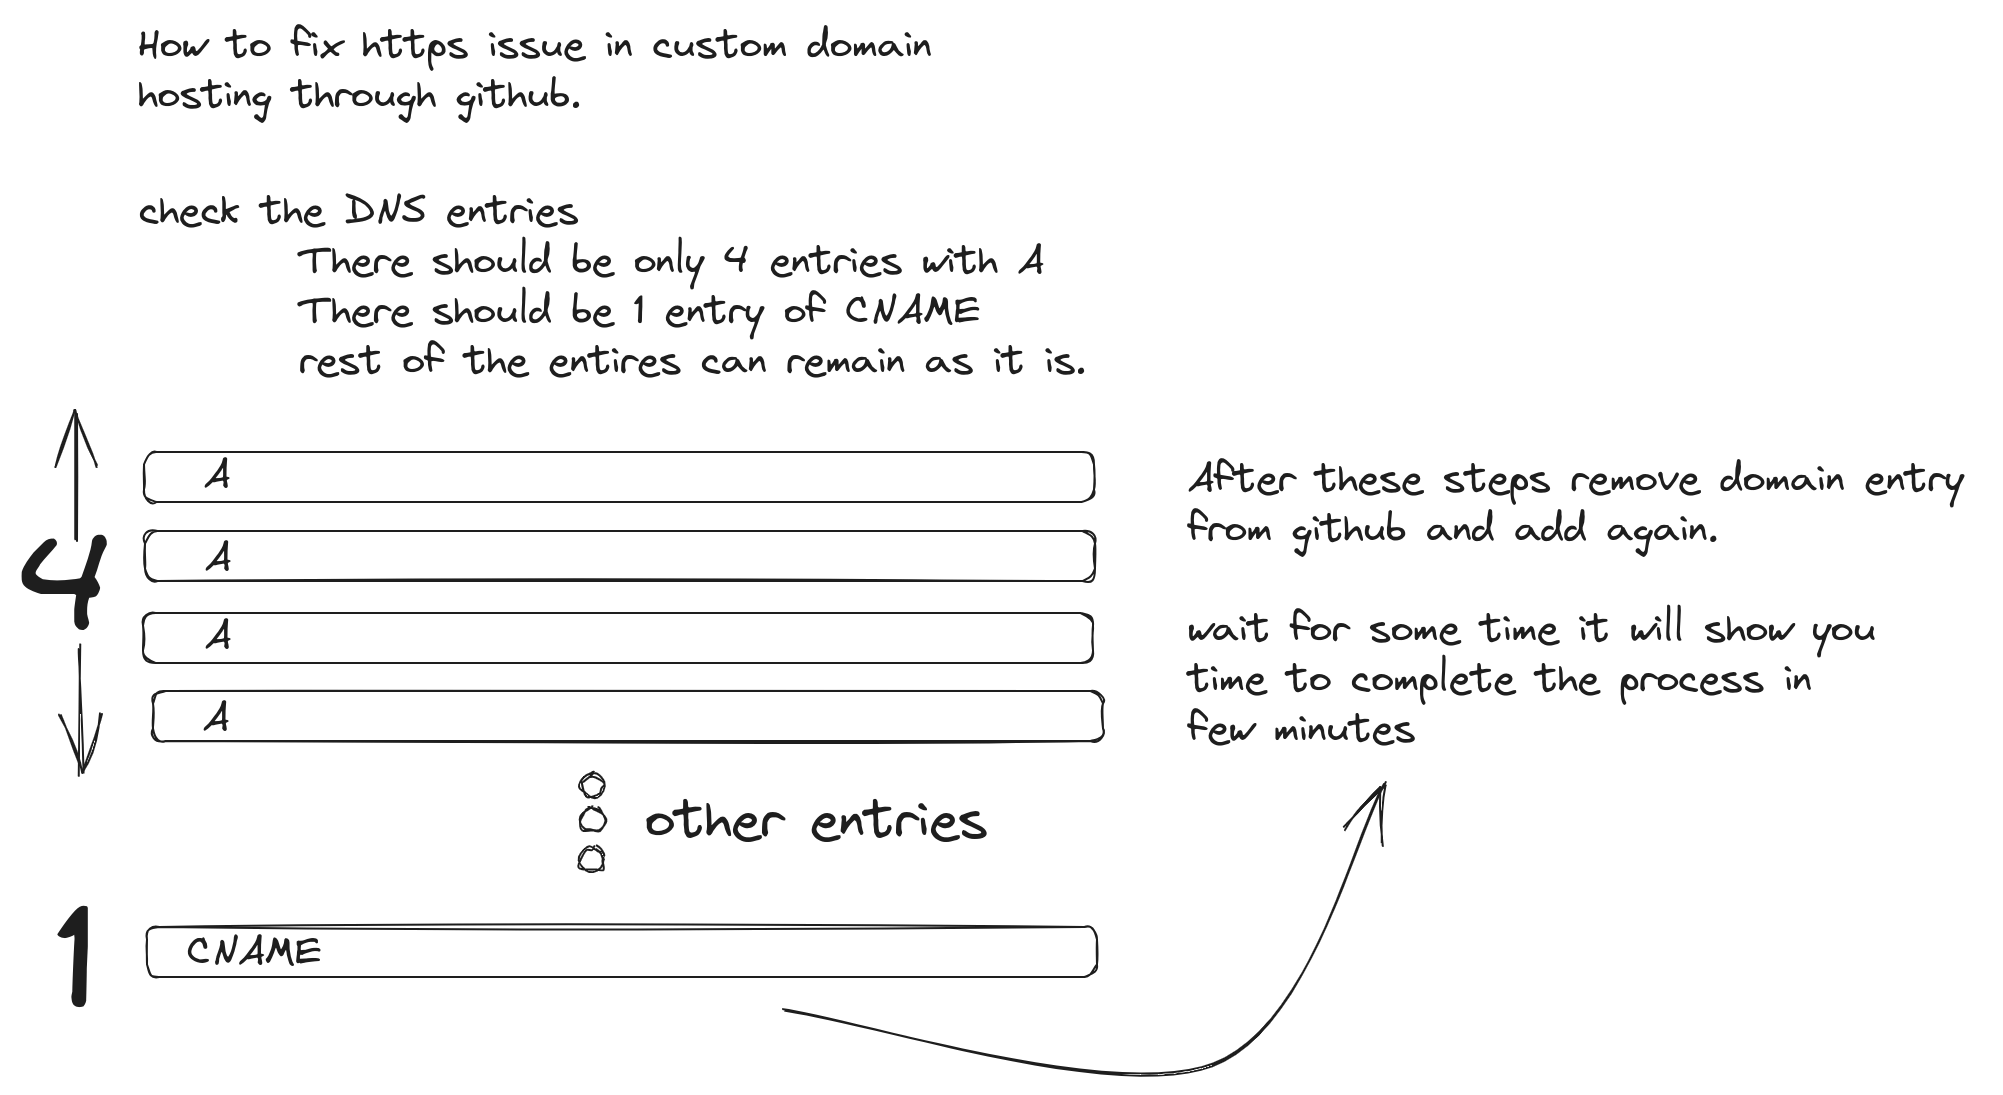 How to fix https issue in custom domain
hosting through github.
check the DNS entries
There should be only 4 entries with A
There should be 1 entry of CNAME
rest of the entires can remain as it is.
4
A
A
A
A
other entries
1
CNAME
After these steps remove domain entry
from github and add again.
wait for some time it will show you
time to complete the process in
few minutes